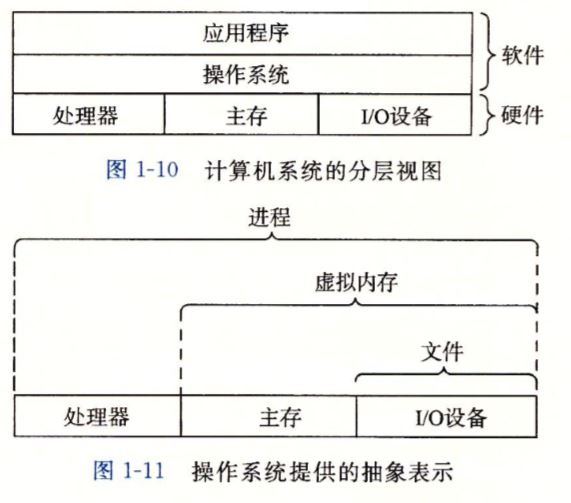 应用程序
操作系统
软件
处理器 主存 I/O设备
硬件
图 1-10 计算机系统的分层视图
进程
虚拟内存
文件
处理器 主存 I/O设备
图 1-11 操作系统提供的抽象表示